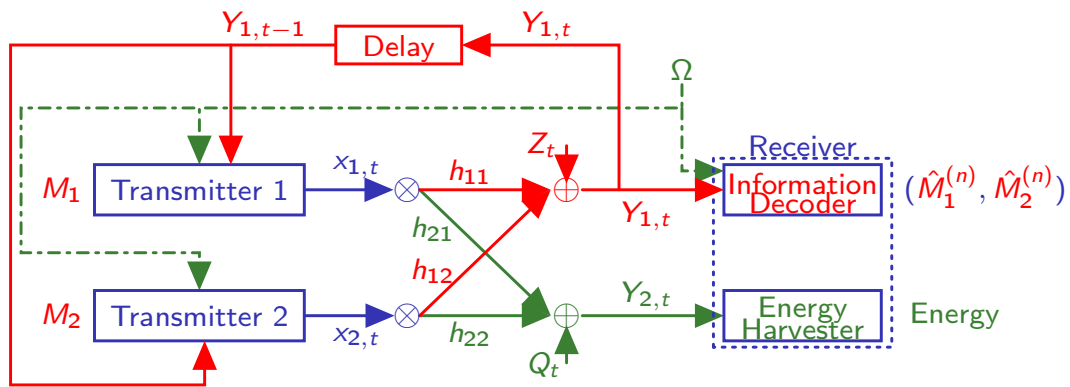 Y₁,ₜ₋₁
Delay
Y₁,ₜ
Ω
Zₜ
Receiver
M₁
Transmitter 1
x₁,ₜ
h₁₁
Y₁,ₜ
Information
Decoder
(M̂₁⁽ⁿ⁾, M̂₂⁽ⁿ⁾)
h₂₁
h₁₂
M₂
Transmitter 2
x₂,ₜ
h₂₂
Y₂,ₜ
Energy
Harvester
Energy
Qₜ